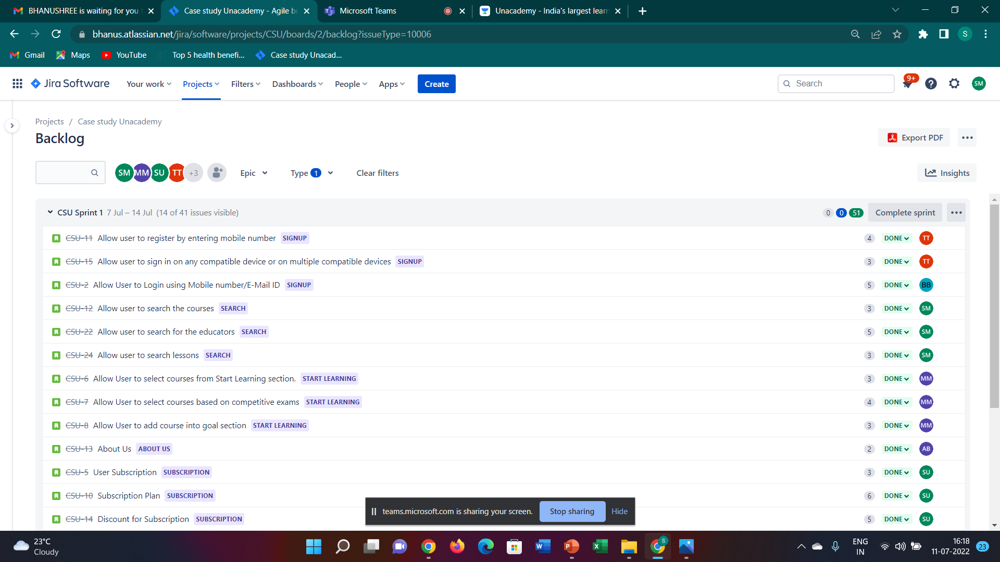 BHANUSHREE is waiting for you
Case study Unacademy - Agile bo
Microsoft Teams
Unacademy - India's largest learn
bhanus.atlassian.net/jira/software/projects/CSU/boards/2/backlog?issueType=10006
S
Gmail
Maps
YouTube
Top 5 health benefi...
Case study Unacad...
Jira Software
Your work
Projects
Filters
Dashboards
People
Apps
Create
Search
9+
SM
Projects / Case study Unacademy
Backlog
Export PDF
SM MM SU TT +3
Epic
Type 1
Clear filters
Insights
CSU Sprint 1 7 Jul – 14 Jul (14 of 41 issues visible)
0 0 51
Complete sprint
CSU-11 Allow user to register by entering mobile number SIGNUP 4 DONE TT
CSU-15 Allow user to sign in on any compatible device or on multiple compatible devices SIGNUP 3 DONE TT
CSU-2 Allow User to Login using Mobile number/E-Mail ID SIGNUP 5 DONE BB
CSU-12 Allow user to search the courses SEARCH 3 DONE SM
CSU-22 Allow user to search for the educators SEARCH 5 DONE SM
CSU-24 Allow user to search lessons SEARCH 3 DONE SM
CSU-6 Allow User to select courses from Start Learning section. START LEARNING 3 DONE MM
CSU-7 Allow User to select courses based on competitive exams START LEARNING 4 DONE MM
CSU-8 Allow User to add course into goal section START LEARNING 3 DONE MM
CSU-13 About Us ABOUT US 2 DONE AB
CSU-5 User Subscription SUBSCRIPTION 3 DONE SU
CSU-10 Subscription Plan SUBSCRIPTION 6 DONE SU
CSU-14 Discount for Subscription SUBSCRIPTION 5 DONE SU
teams.microsoft.com is sharing your screen.
Stop sharing
Hide
23°C
Cloudy
S
ENG
IN
16:18
11-07-2022
23